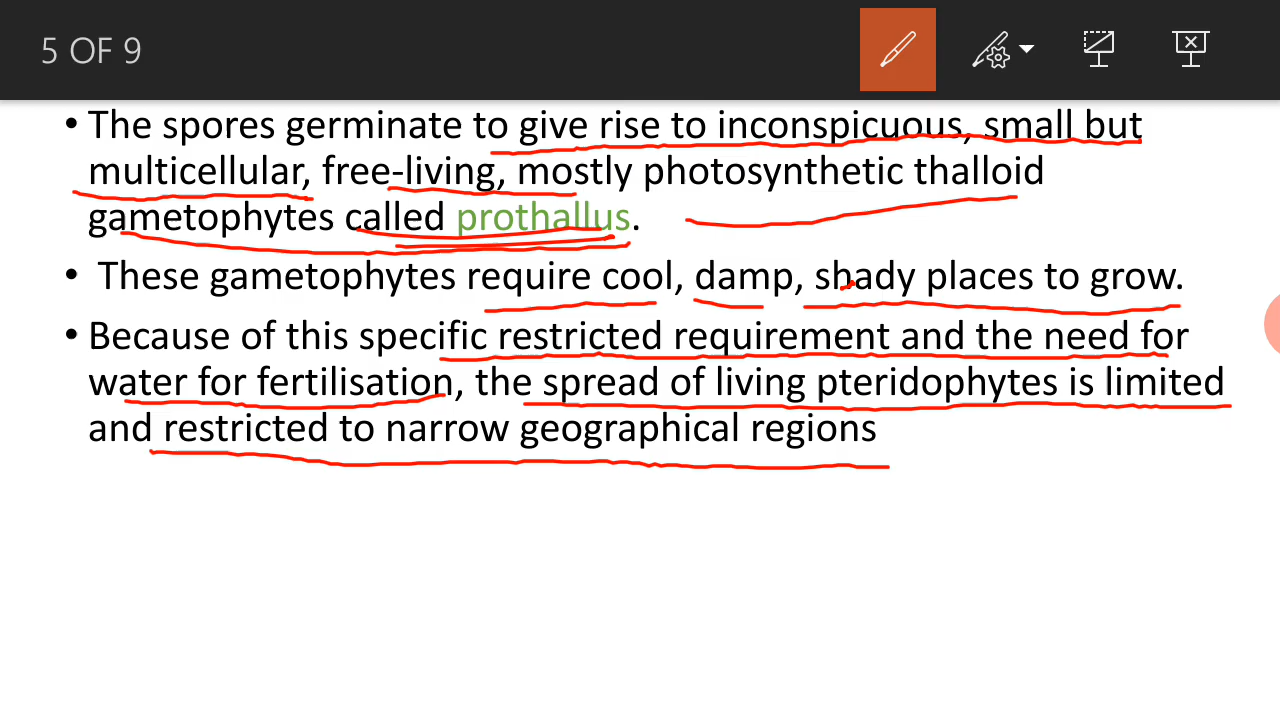 5 OF 9
• The spores germinate to give rise to inconspicuous, small but
multicellular, free-living, mostly photosynthetic thalloid
gametophytes called prothallus.
• These gametophytes require cool, damp, shady places to grow.
• Because of this specific restricted requirement and the need for
water for fertilisation, the spread of living pteridophytes is limited
and restricted to narrow geographical regions